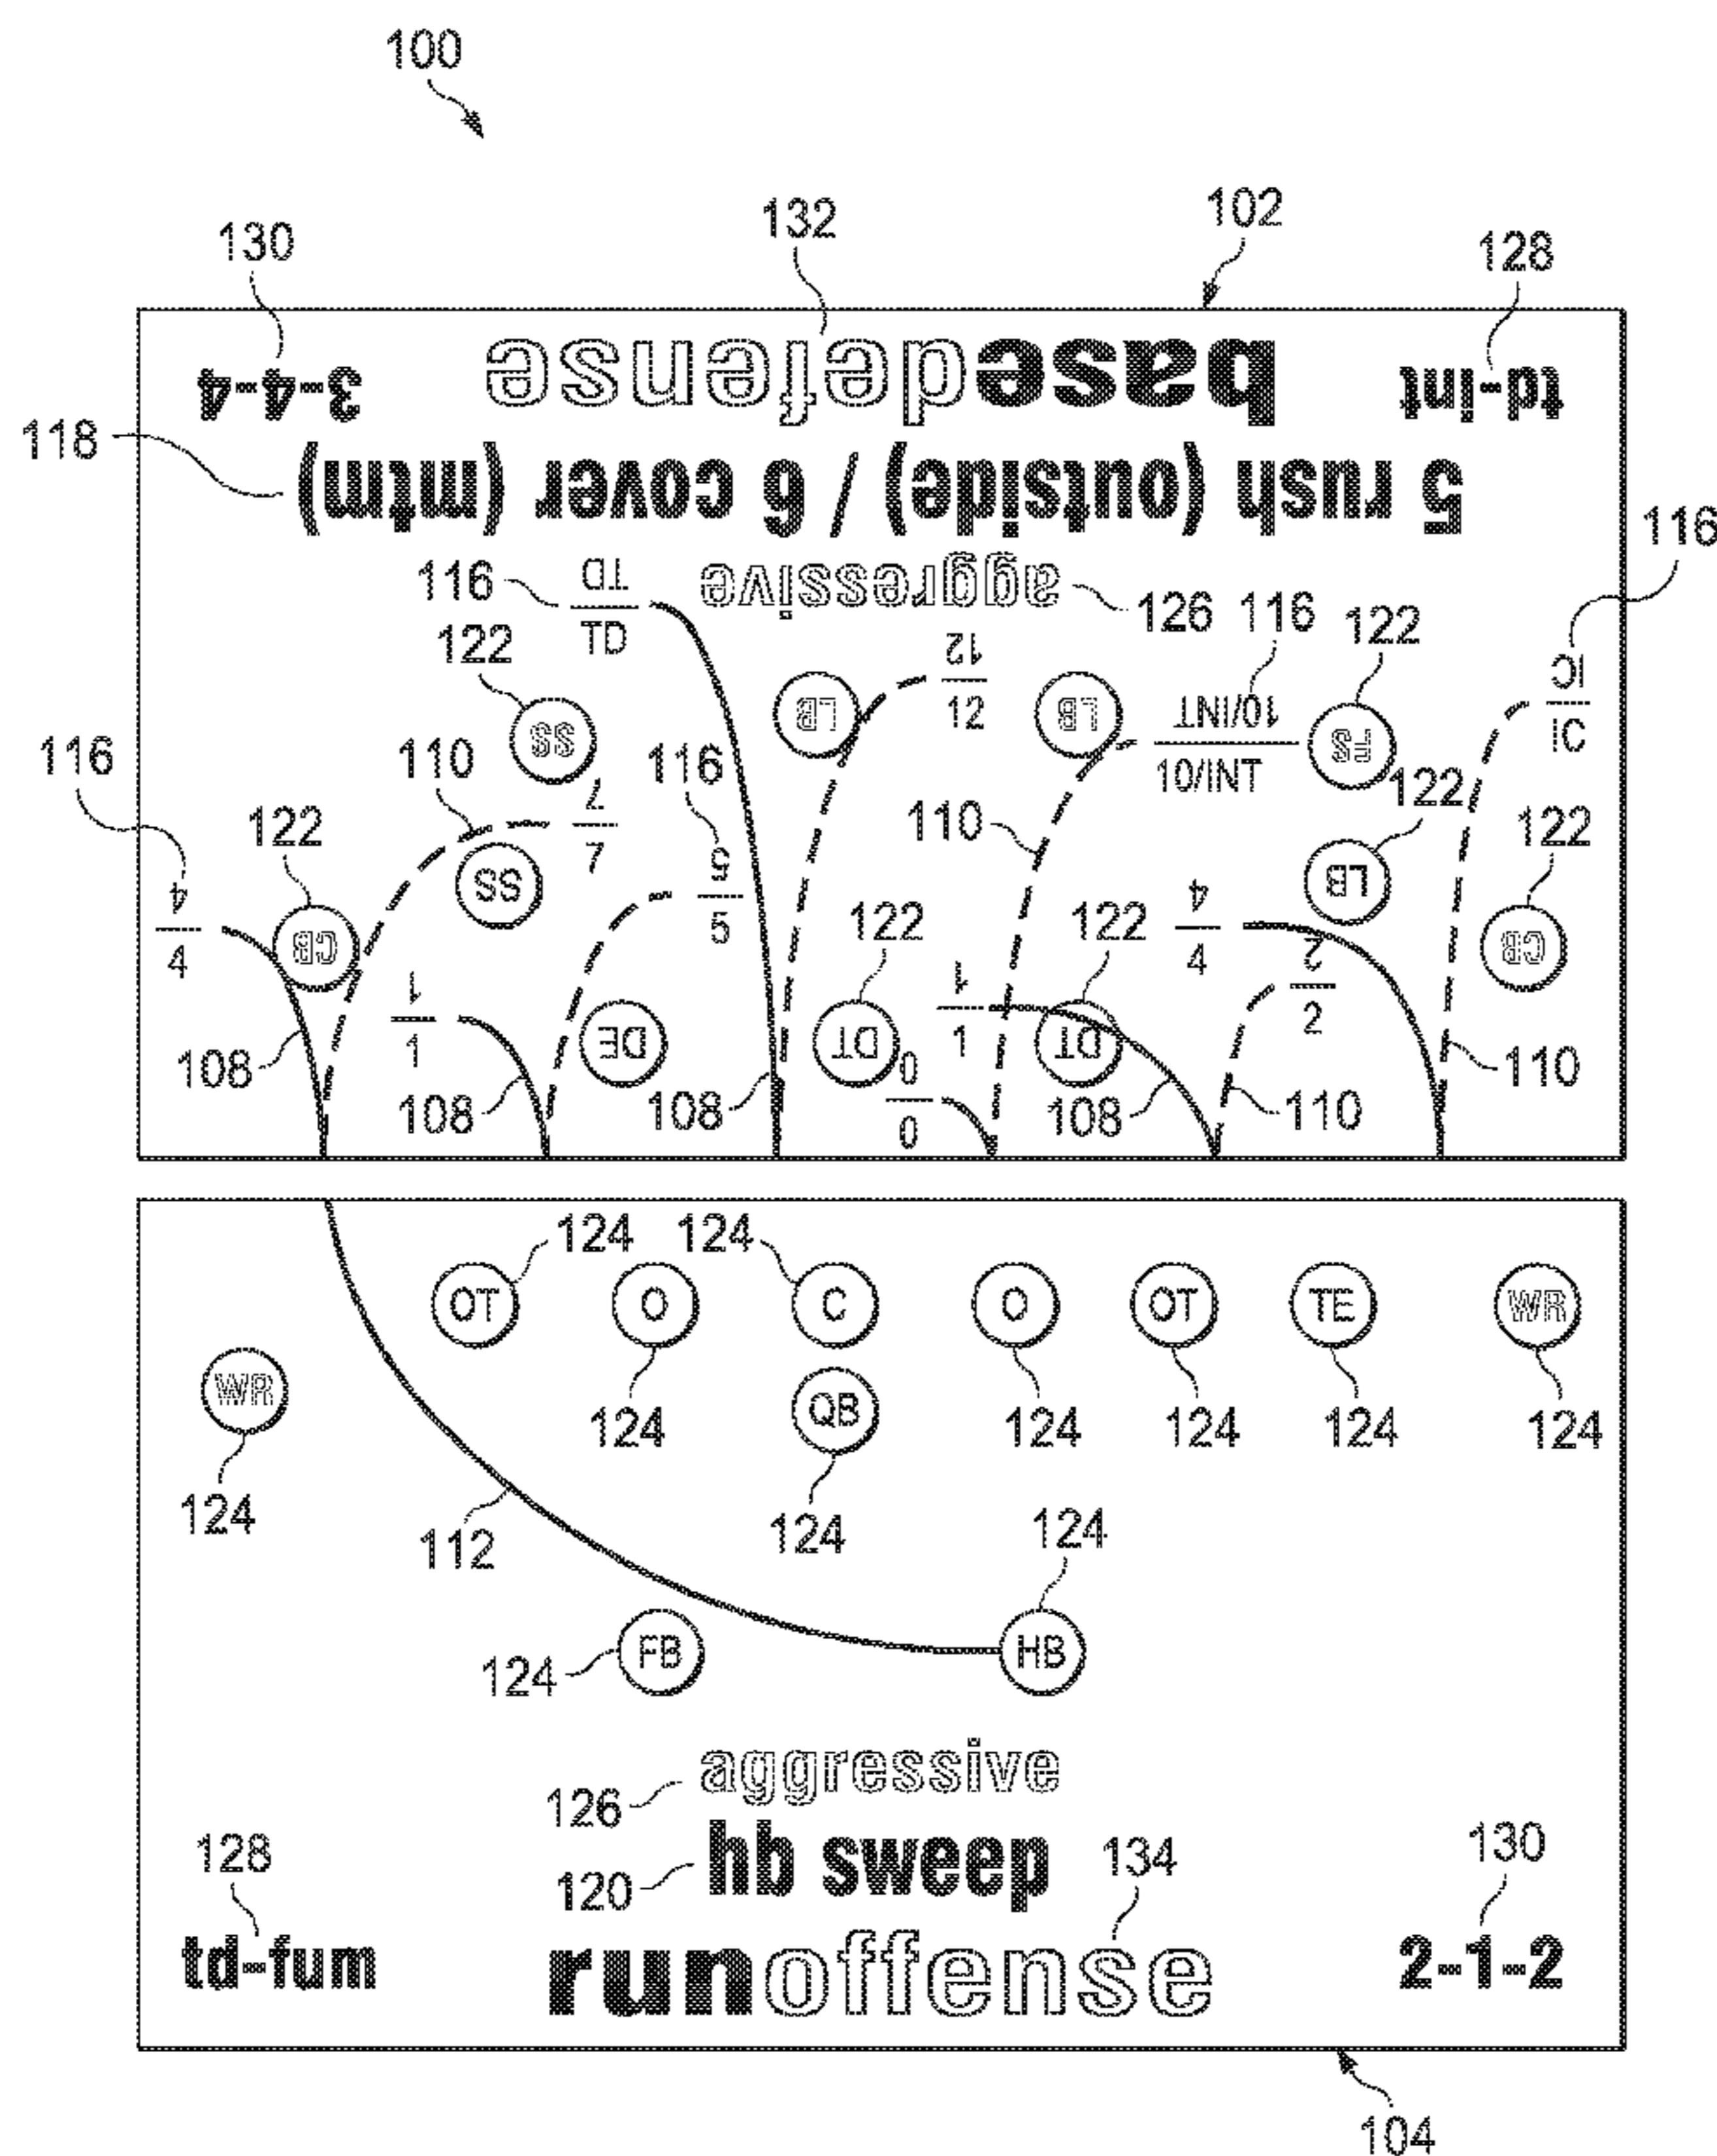 100
132
102
130
128
3-4-4
basedefense
td-int
118
5 rush (outside) / 6 cover (mtm)
116
116
TD
TD
aggressive
126
116
122
122
12
12
IC
IC
LB
LB
10/INT
10/INT
SS
FS
116
110
116
122
122
7
7
110
122
SS
5
5
LB
4
4
CB
122
122
4
4
CB
1
1
2
2
108
DE
DT
1
1
DT
110
108
108
0
0
108
110
124
124
OT
O
C
O
OT
TE
WR
WR
QB
124
124
124
124
124
124
112
124
124
124
FB
HB
aggressive
126
hb sweep
128
120
134
130
td-fum
runoffense
2-1-2
104